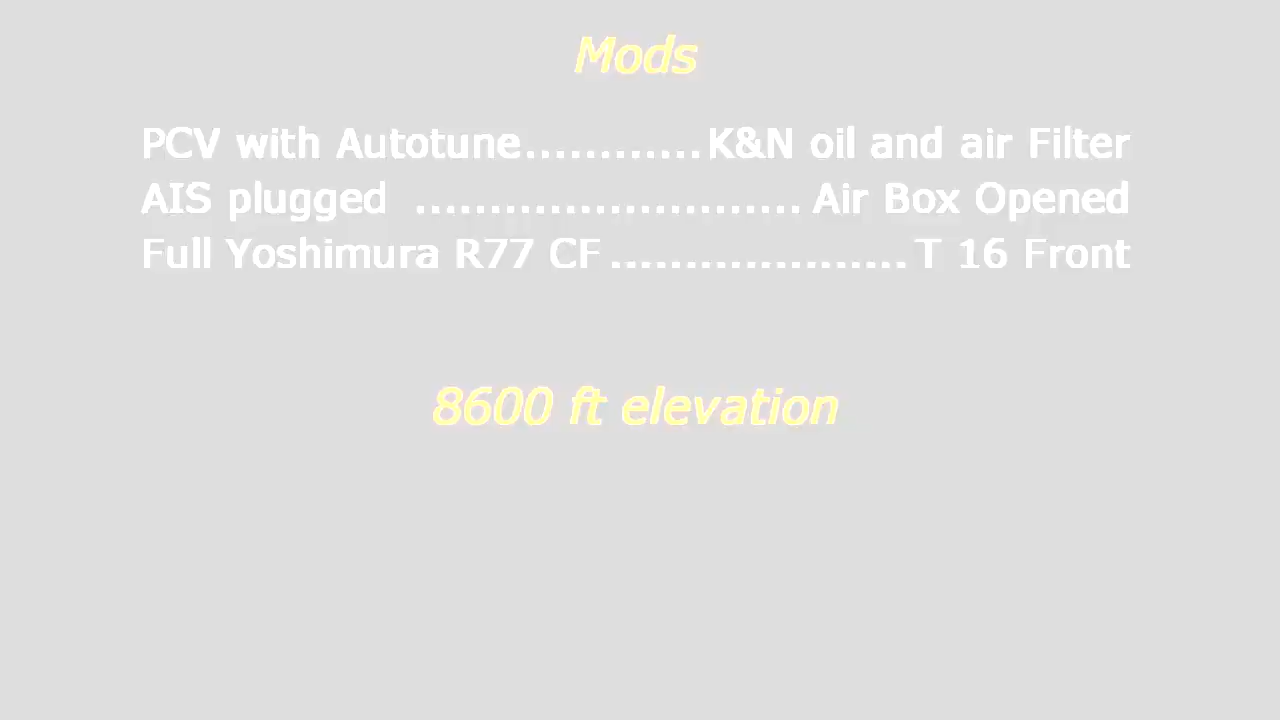 Mods
PCV with Autotune............K&N oil and air Filter
AIS plugged ..........................Air Box Opened
Full Yoshimura R77 CF....................T 16 Front
8600 ft elevation